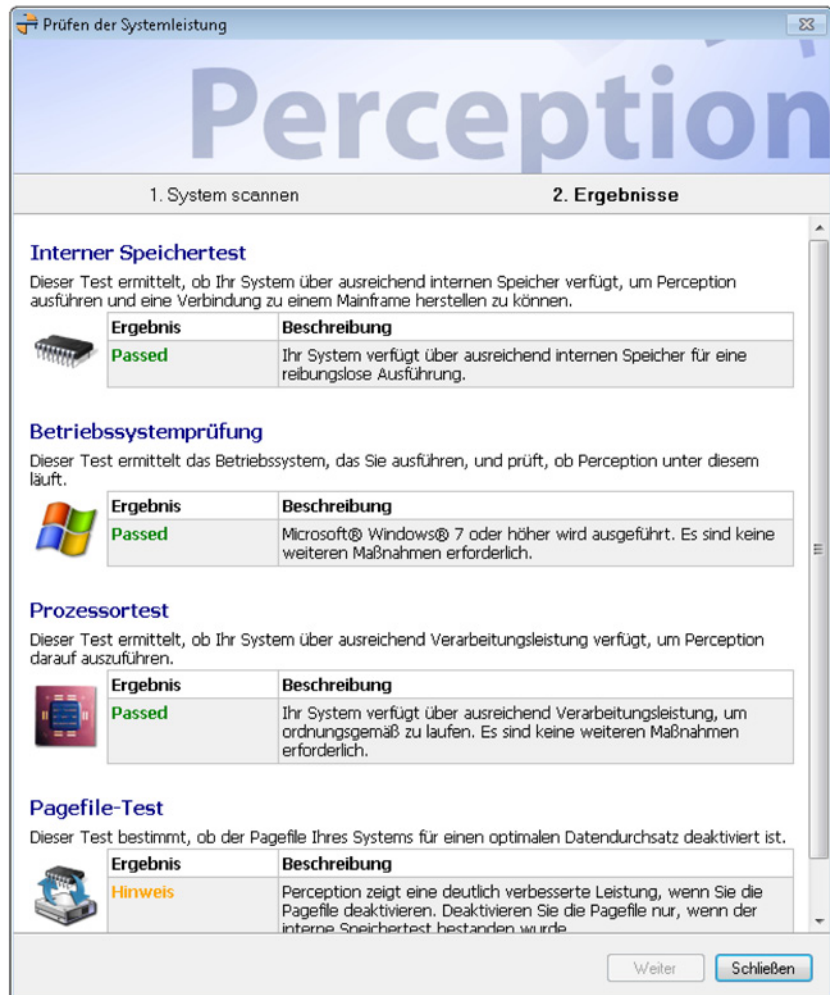 Prüfen der Systemleistung
Perception
1. System scannen
2. Ergebnisse
Interner Speichertest
Dieser Test ermittelt, ob Ihr System über ausreichend internen Speicher verfügt, um Perception
ausführen und eine Verbindung zu einem Mainframe herstellen zu können.
Ergebnis
Beschreibung
Passed
Ihr System verfügt über ausreichend internen Speicher für eine
reibungslose Ausführung.
Betriebssystemprüfung
Dieser Test ermittelt das Betriebssystem, das Sie ausführen, und prüft, ob Perception unter diesem
läuft.
Ergebnis
Beschreibung
Passed
Microsoft® Windows® 7 oder höher wird ausgeführt. Es sind keine
weiteren Maßnahmen erforderlich.
Prozessortest
Dieser Test ermittelt, ob Ihr System über ausreichend Verarbeitungsleistung verfügt, um Perception
darauf auszuführen.
Ergebnis
Beschreibung
Passed
Ihr System verfügt über ausreichend Verarbeitungsleistung, um
ordnungsgemäß zu laufen. Es sind keine weiteren Maßnahmen
erforderlich.
Pagefile-Test
Dieser Test bestimmt, ob der Pagefile Ihres Systems für einen optimalen Datendurchsatz deaktiviert ist.
Ergebnis
Beschreibung
Hinweis
Perception zeigt eine deutlich verbesserte Leistung, wenn Sie die
Pagefile deaktivieren. Deaktivieren Sie die Pagefile nur, wenn der
interne Speichertest bestanden wurde
Weiter
Schließen